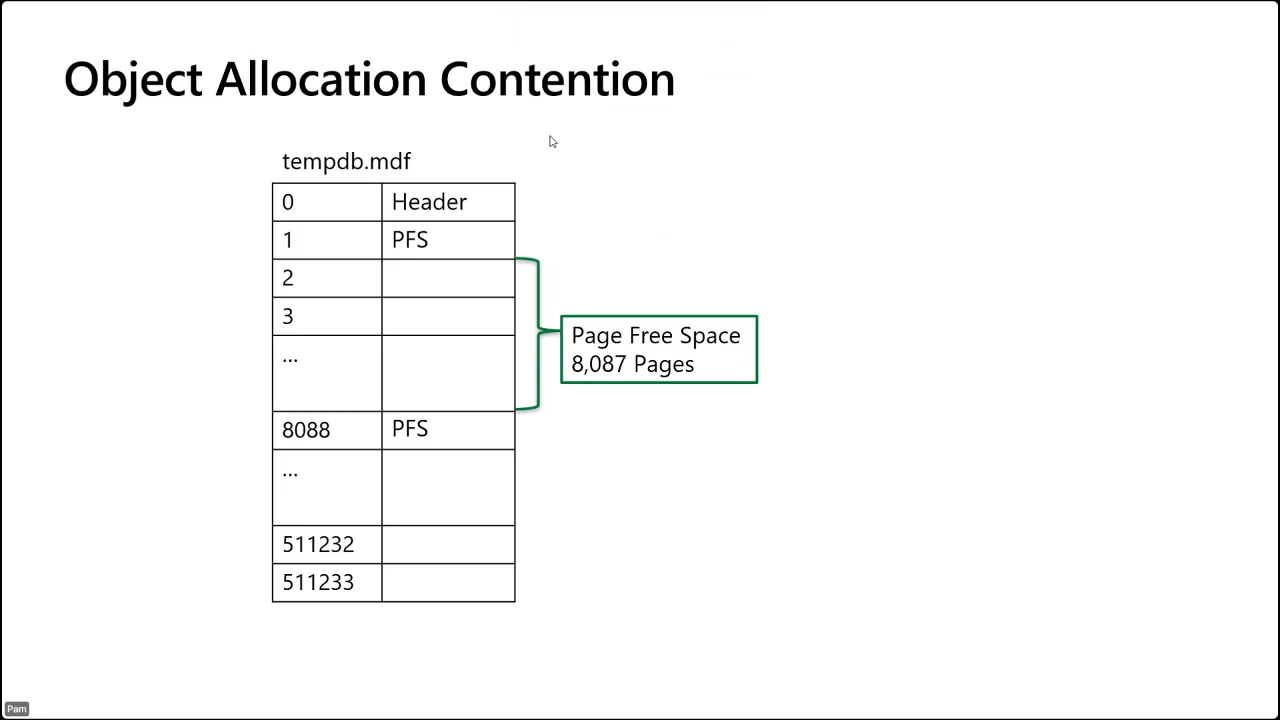 Object Allocation Contention
tempdb.mdf
0 Header
1 PFS
2
3
...
Page Free Space
8,087 Pages
8088 PFS
...
511232
511233
Pam